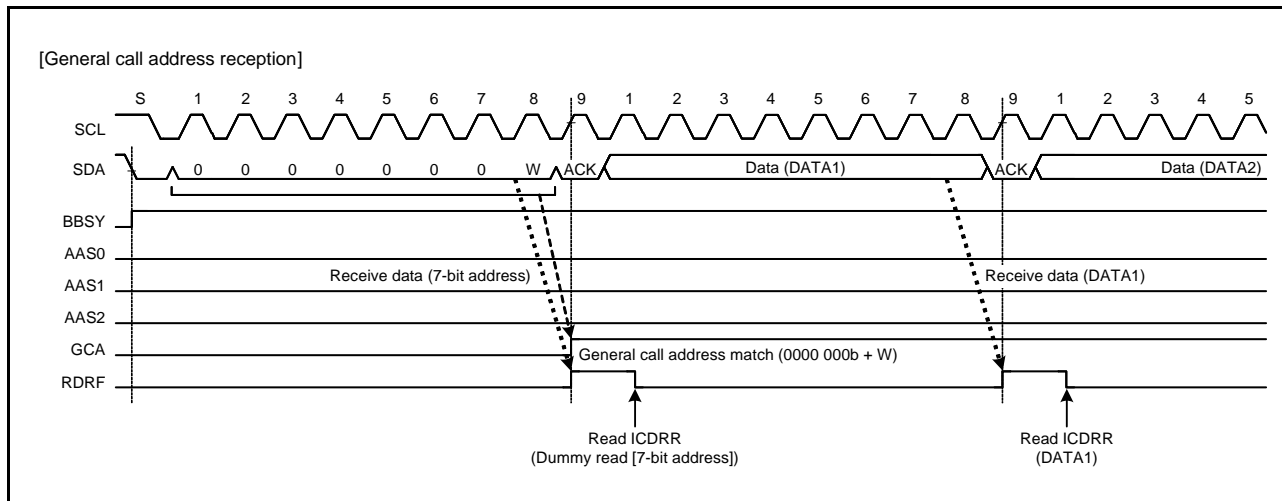 [General call address reception]
S 1 2 3 4 5 6 7 8 9 1 2 3 4 5 6 7 8 9 1 2 3 4 5
SCL
SDA 0 0 0 0 0 0 0 W ACK Data (DATA1) ACK Data (DATA2)
BBSY
AAS0
Receive data (7-bit address) Receive data (DATA1)
AAS1
AAS2
GCA
General call address match (0000 000b + W)
RDRF
Read ICDRR
(Dummy read [7-bit address])
Read ICDRR
(DATA1)